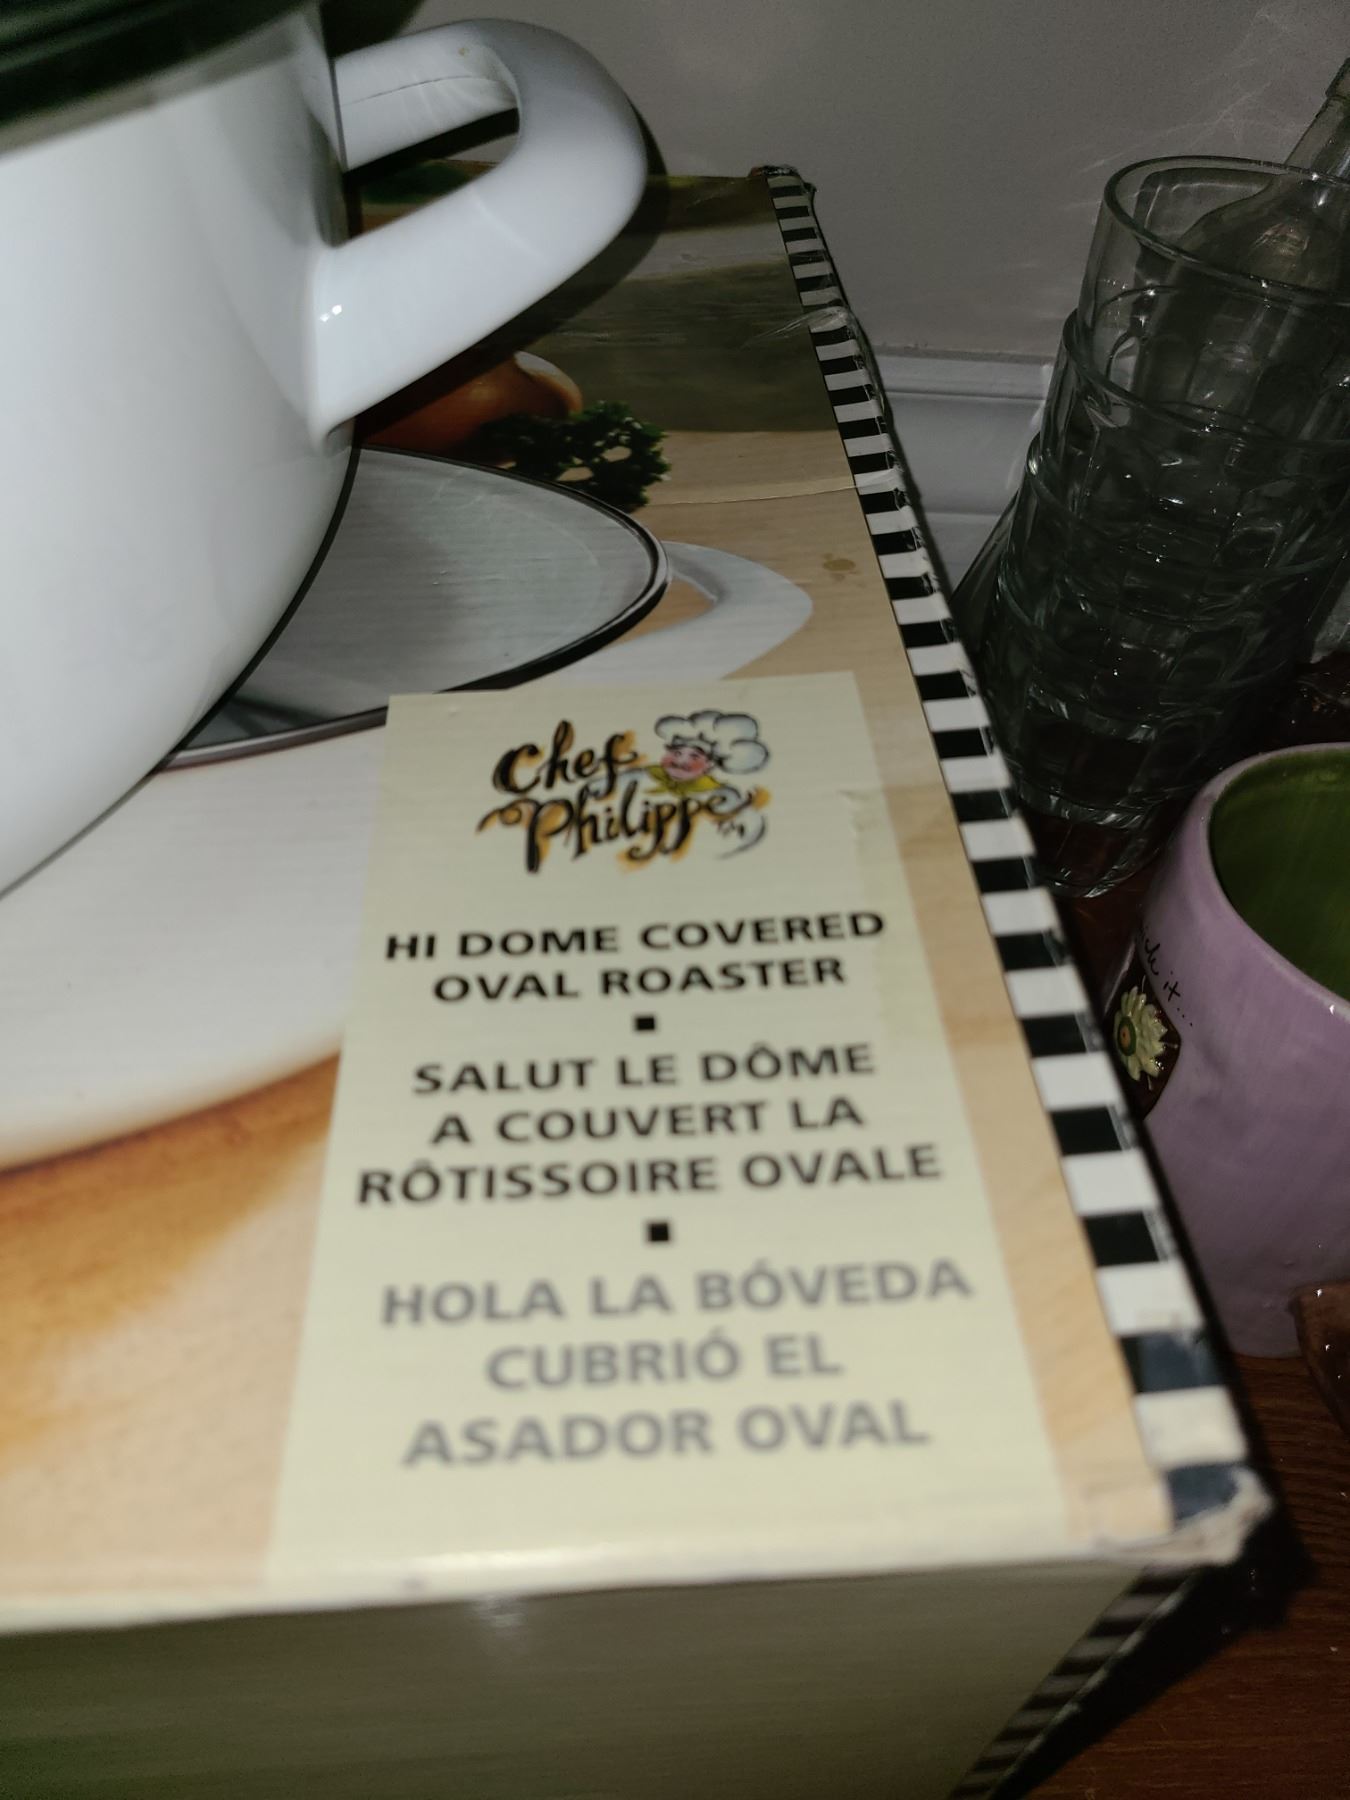 Chef
Philippe
HI DOME COVERED
OVAL ROASTER
SALUT LE DÔME
A COUVERT LA
RÔTISSOIRE OVALE
HOLA LA BÓVEDA
CUBRIÓ EL
ASADOR OVAL
it...